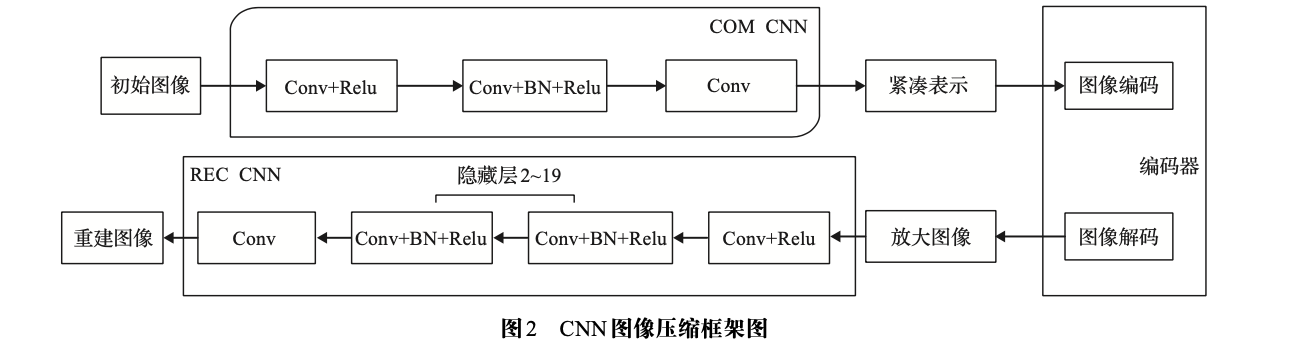 COM CNN
初始图像
Conv+Relu
Conv+BN+Relu
Conv
紧凑表示
图像编码
编码器
REC CNN
隐藏层2~19
重建图像
Conv
Conv+BN+Relu
Conv+BN+Relu
Conv+Relu
放大图像
图像解码
图2 CNN图像压缩框架图